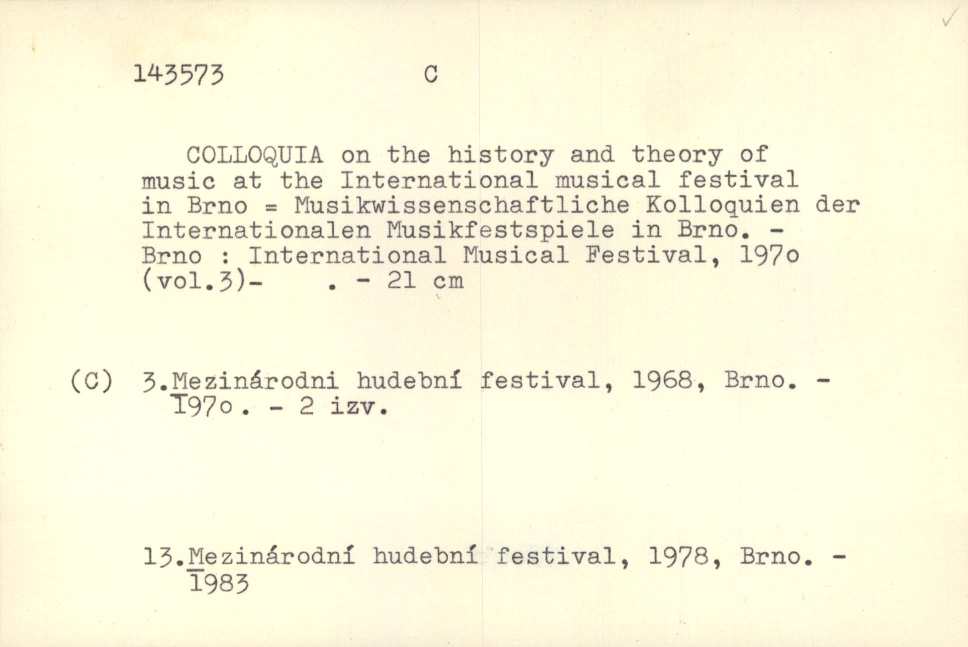 143573 C
COLLOQUIA on the history and theory of
music at the International musical festival
in Brno = Musikwissenschaftliche Kolloquien der
Internationalen Musikfestspiele in Brno. -
Brno : International Musical Festival, 197o
(vol.3)- . - 21 cm
(C) 3.Mezinárodni hudební festival, 1968, Brno. -
197o. - 2 izv.
13.Mezinárodní hudební festival, 1978, Brno. -
1983